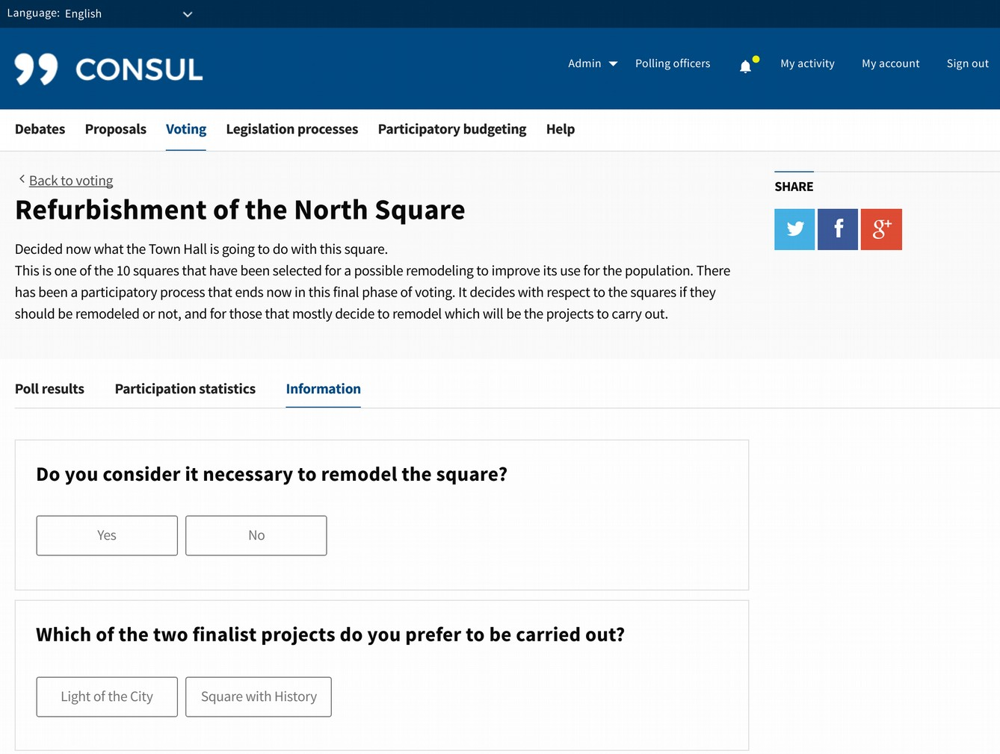 Language: English
CONSUL
Admin Polling officers My activity My account Sign out
Debates Proposals Voting Legislation processes Participatory budgeting Help
Back to voting
Refurbishment of the North Square
Decided now what the Town Hall is going to do with this square.
This is one of the 10 squares that have been selected for a possible remodeling to improve its use for the population. There
has been a participatory process that ends now in this final phase of voting. It decides with respect to the squares if they
should be remodeled or not, and for those that mostly decide to remodel which will be the projects to carry out.
SHARE
f g+
Poll results Participation statistics Information
Do you consider it necessary to remodel the square?
Yes No
Which of the two finalist projects do you prefer to be carried out?
Light of the City Square with History